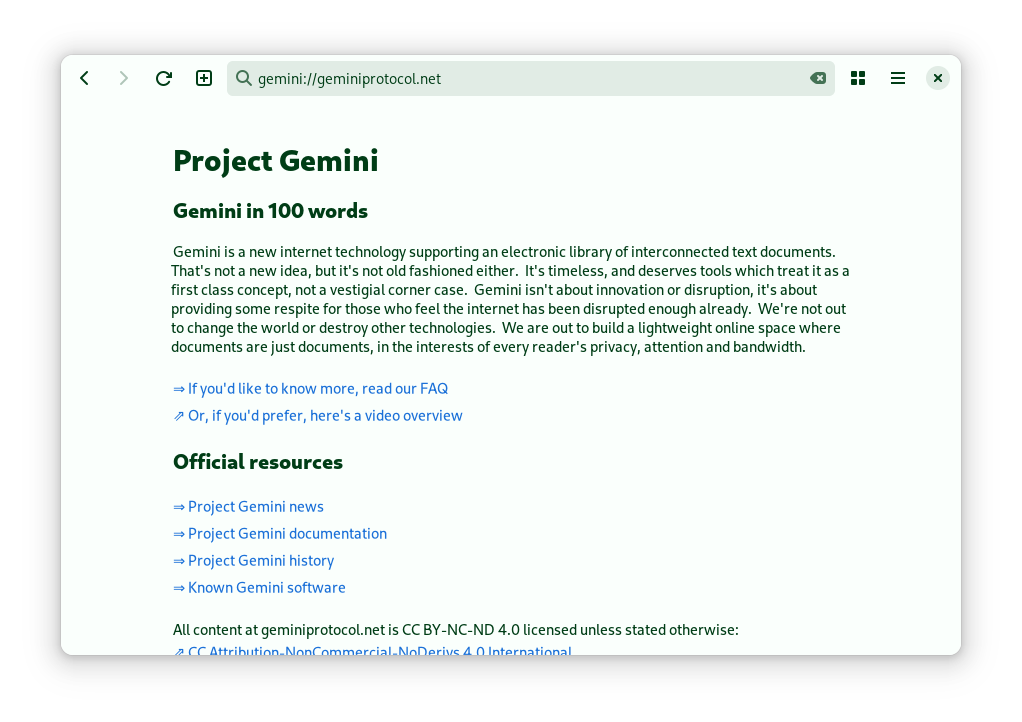 gemini://geminiprotocol.net
Project Gemini
Gemini in 100 words
Gemini is a new internet technology supporting an electronic library of interconnected text documents.
That's not a new idea, but it's not old fashioned either.  It's timeless, and deserves tools which treat it as a
first class concept, not a vestigial corner case.  Gemini isn't about innovation or disruption, it's about
providing some respite for those who feel the internet has been disrupted enough already.  We're not out
to change the world or destroy other technologies.  We are out to build a lightweight online space where
documents are just documents, in the interests of every reader's privacy, attention and bandwidth.
⇒ If you'd like to know more, read our FAQ
⇗ Or, if you'd prefer, here's a video overview
Official resources
⇒ Project Gemini news
⇒ Project Gemini documentation
⇒ Project Gemini history
⇒ Known Gemini software
All content at geminiprotocol.net is CC BY-NC-ND 4.0 licensed unless stated otherwise:
⇗ CC Attribution-NonCommercial-NoDerivs 4.0 International